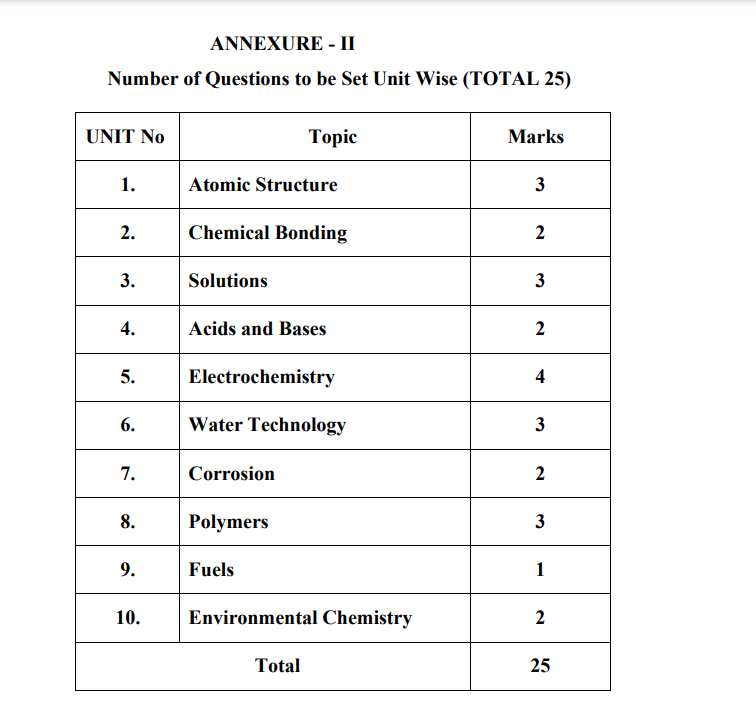 ANNEXURE - II
Number of Questions to be Set Unit Wise (TOTAL 25)
UNIT No Topic Marks
1. Atomic Structure 3
2. Chemical Bonding 2
3. Solutions 3
4. Acids and Bases 2
5. Electrochemistry 4
6. Water Technology 3
7. Corrosion 2
8. Polymers 3
9. Fuels 1
10. Environmental Chemistry 2
Total 25